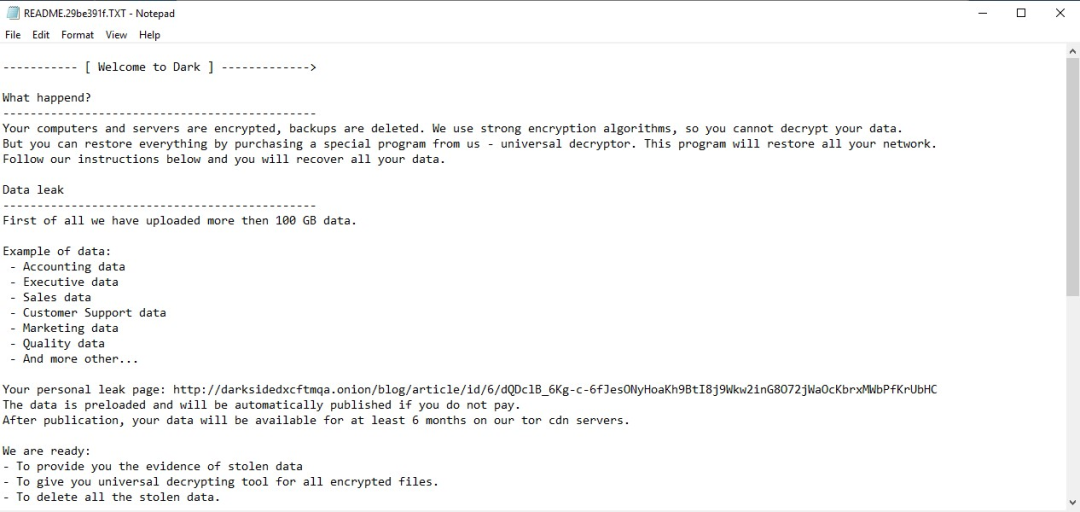 README.29be391f.TXT - Notepad
File Edit Format View Help
----------- [ Welcome to Dark ] ------------->
What happend?
----------------------------------------------
Your computers and servers are encrypted, backups are deleted. We use strong encryption algorithms, so you cannot decrypt your data.
But you can restore everything by purchasing a special program from us - universal decryptor. This program will restore all your network.
Follow our instructions below and you will recover all your data.
Data leak
----------------------------------------------
First of all we have uploaded more then 100 GB data.
Example of data:
- Accounting data
- Executive data
- Sales data
- Customer Support data
- Marketing data
- Quality data
- And more other...
Your personal leak page: http://darksidedxcftmqa.onion/blog/article/id/6/dQDclB_6Kg-c-6fJesONyHoaKh9BtI8j9Wkw2inG8O72jWaOcKbrxMWbPfKrUbHC
The data is preloaded and will be automatically published if you do not pay.
After publication, your data will be available for at least 6 months on our tor cdn servers.
We are ready:
- To provide you the evidence of stolen data
- To give you universal decrypting tool for all encrypted files.
- To delete all the stolen data.